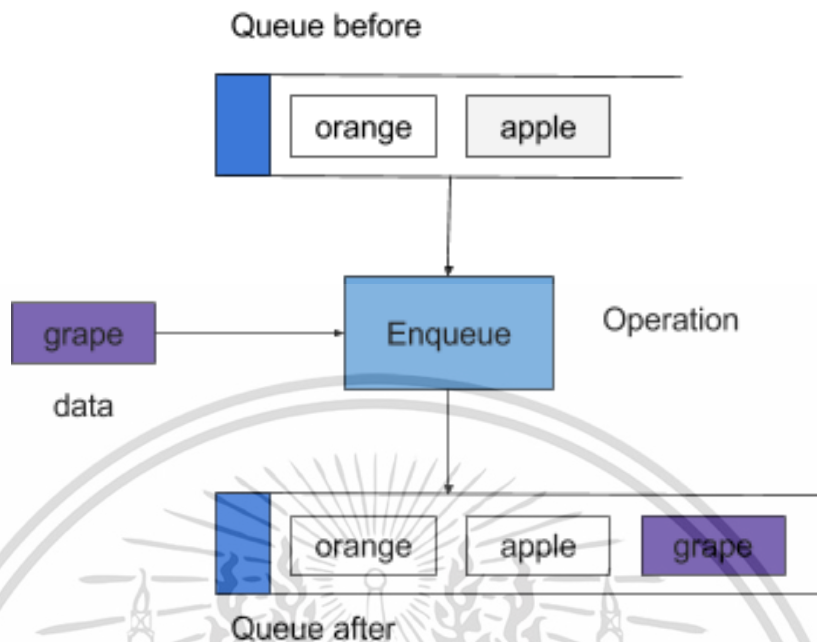 Queue before
orange apple
Enqueue
Operation
grape
data
orange apple grape
Queue after